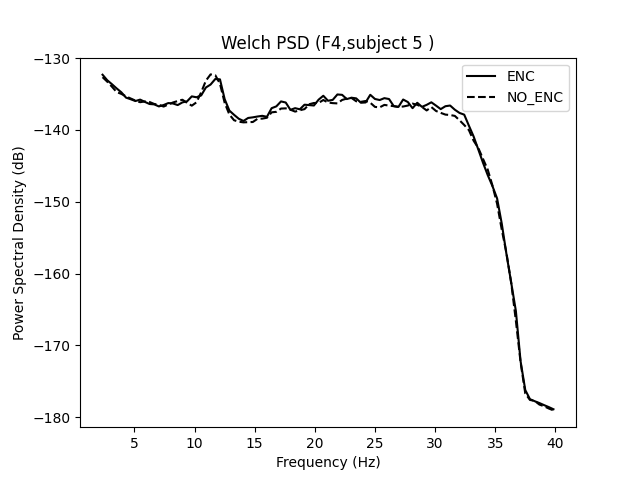 Welch PSD (F4,subject 5 )
ENC
NO_ENC
Power Spectral Density (dB)
−130
−140
−150
−160
−170
−180
5 10 15 20 25 30 35 40
Frequency (Hz)